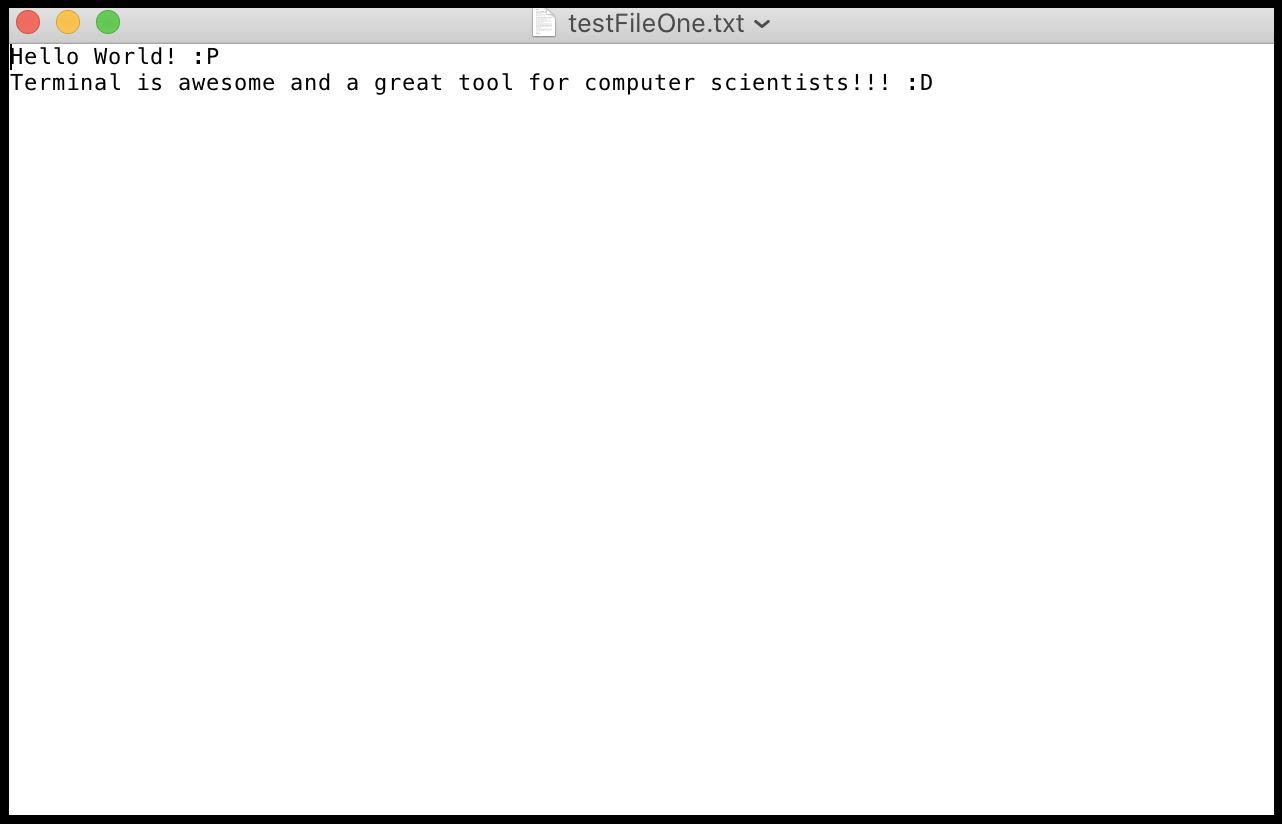 testFileOne.txt
Hello World! :P
Terminal is awesome and a great tool for computer scientists!!! :D